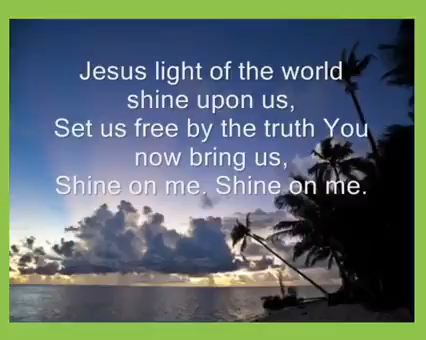 Jesus light of the world
shine upon us,
Set us free by the truth You
now bring us,
Shine on me. Shine on me.